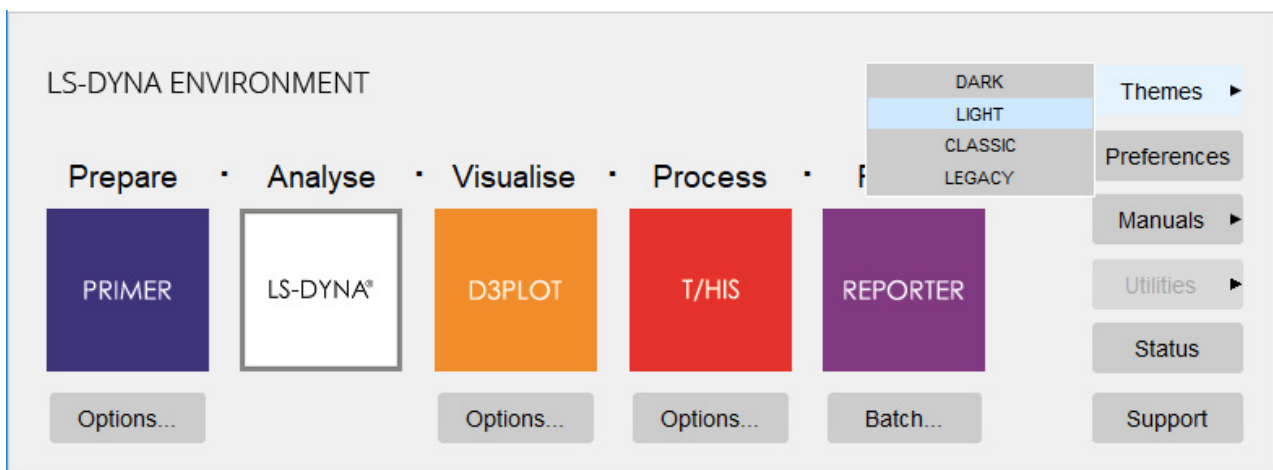 LS-DYNA ENVIRONMENT
DARK
LIGHT
CLASSIC
LEGACY
Themes
Preferences
Manuals
Utilities
Status
Support
Prepare · Analyse · Visualise · Process ·
PRIMER
LS-DYNA®
D3PLOT
T/HIS
REPORTER
Options...
Options...
Options...
Batch...